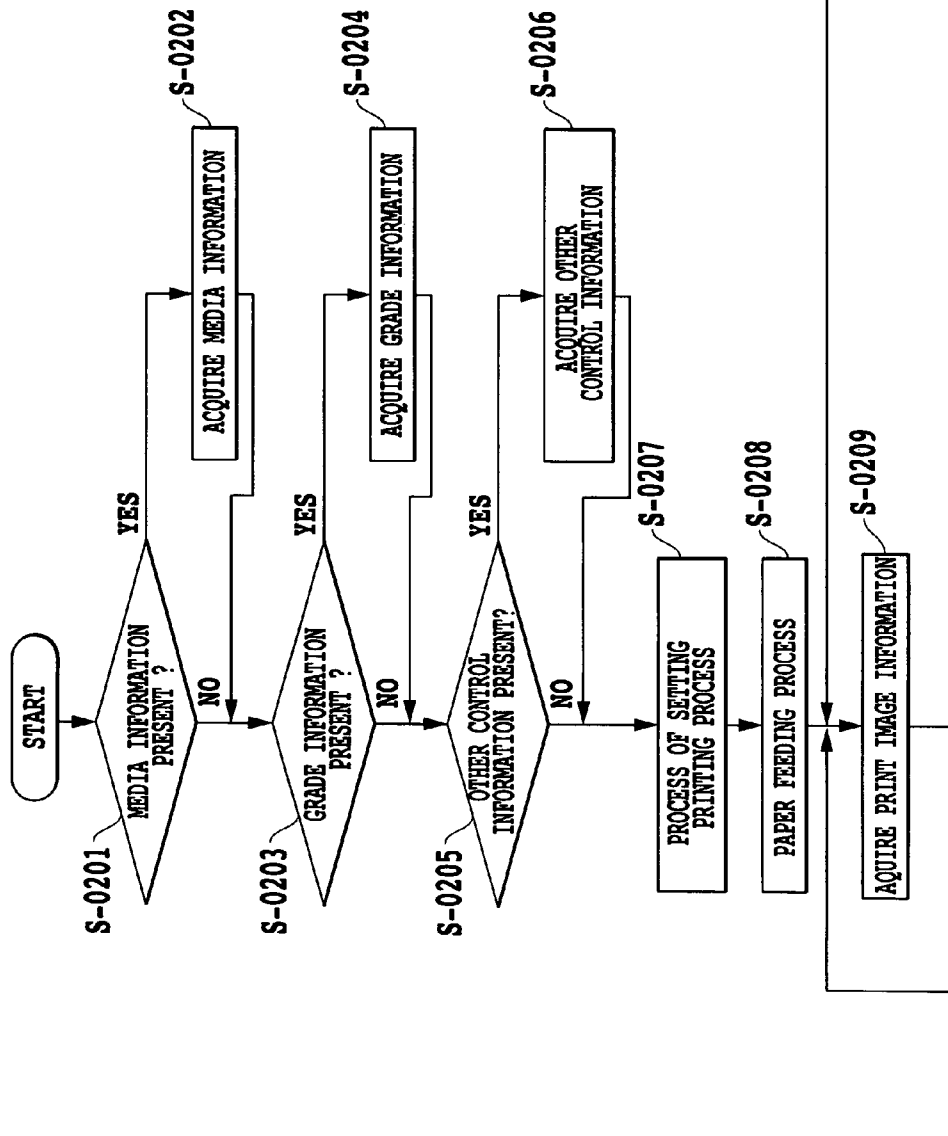 START
S-0201
MEDIA INFORMATION
PRESENT ?
YES
NO
S-0202
ACQUIRE MEDIA INFORMATION
S-0203
GRADE INFORMATION
PRESENT ?
YES
NO
S-0204
ACQUIRE GRADE INFORMATION
S-0205
OTHER CONTROL
INFORMATION PRESENT?
YES
NO
S-0206
ACQUIRE OTHER
CONTROL INFORMATION
S-0207
PROCESS OF SETTING
PRINTING PROCESS
S-0208
PAPER FEEDING PROCESS
S-0209
AQUIRE PRINT IMAGE INFORMATION